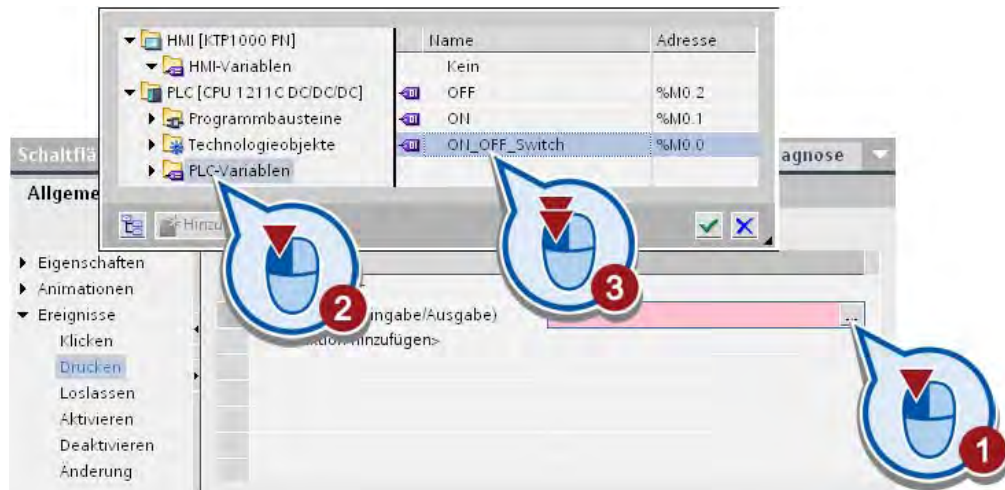 HMI [KTP1000 PN]
HMI-Variablen
PLC [CPU 1211C DC/DC/DC]
Programmbausteine
Technologieobjekte
PLC-Variablen
Name Adresse
Kein
OFF %M0.2
ON %M0.1
ON_OFF_Switch %M0.0
Schaltflä
agnose
Allgeme
Hinzu
Eigenschaften
Animationen
Ereignisse
Klicken
Drücken
Loslassen
Aktivieren
Deaktivieren
Änderung
ngabe/Ausgabe)
ktion hinzufügen>
...
2
3
1